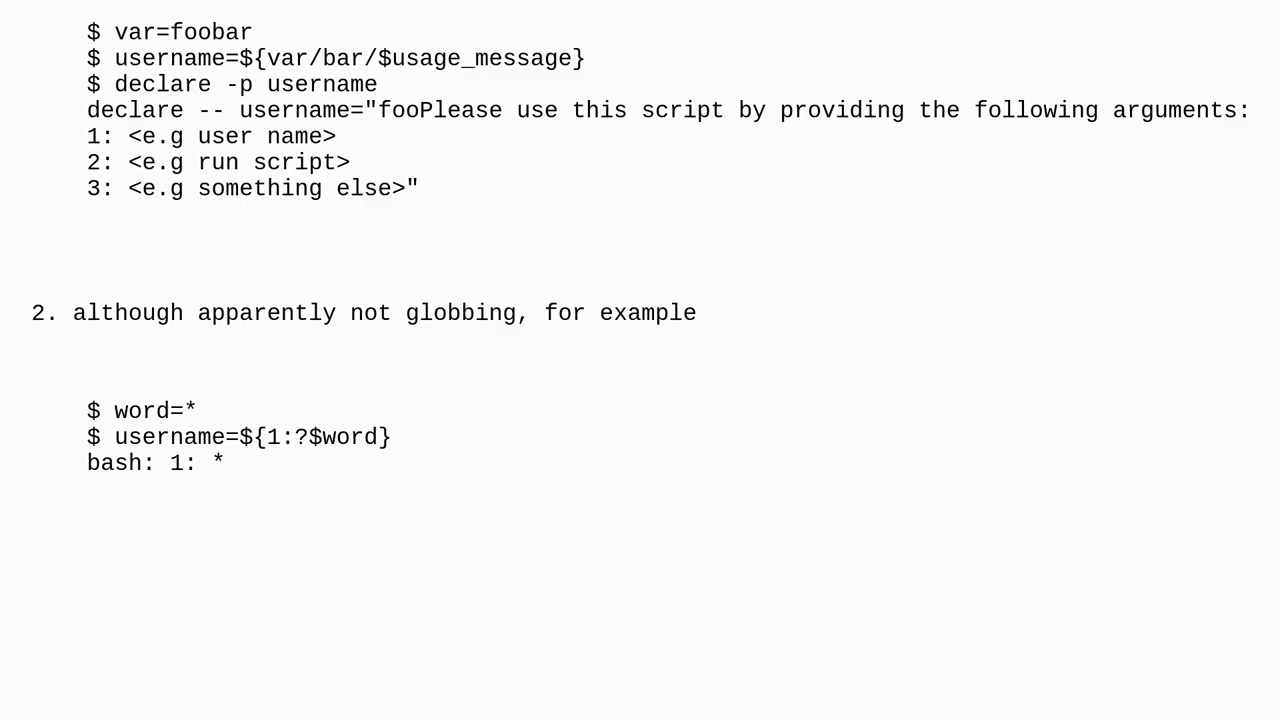 $ var=foobar
$ username=${var/bar/$usage_message}
$ declare -p username
declare -- username="fooPlease use this script by providing the following arguments:
1: <e.g user name>
2: <e.g run script>
3: <e.g something else>"
2. although apparently not globbing, for example
$ word=*
$ username=${1:?$word}
bash: 1: *